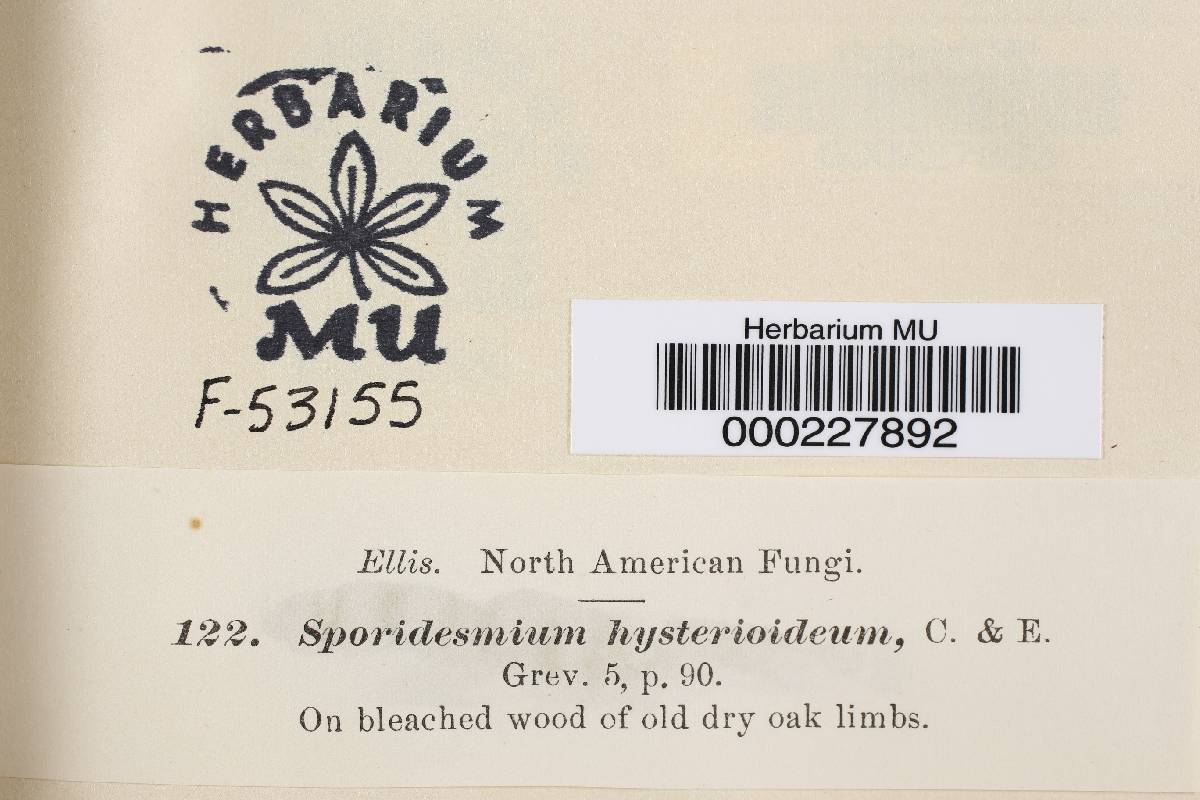 HERBARIUM
MU
F-53155
Herbarium MU
000227892
Ellis. North American Fungi.
122. Sporidesmium hysterioideum, C. & E.
Grev. 5, p. 90.
On bleached wood of old dry oak limbs.